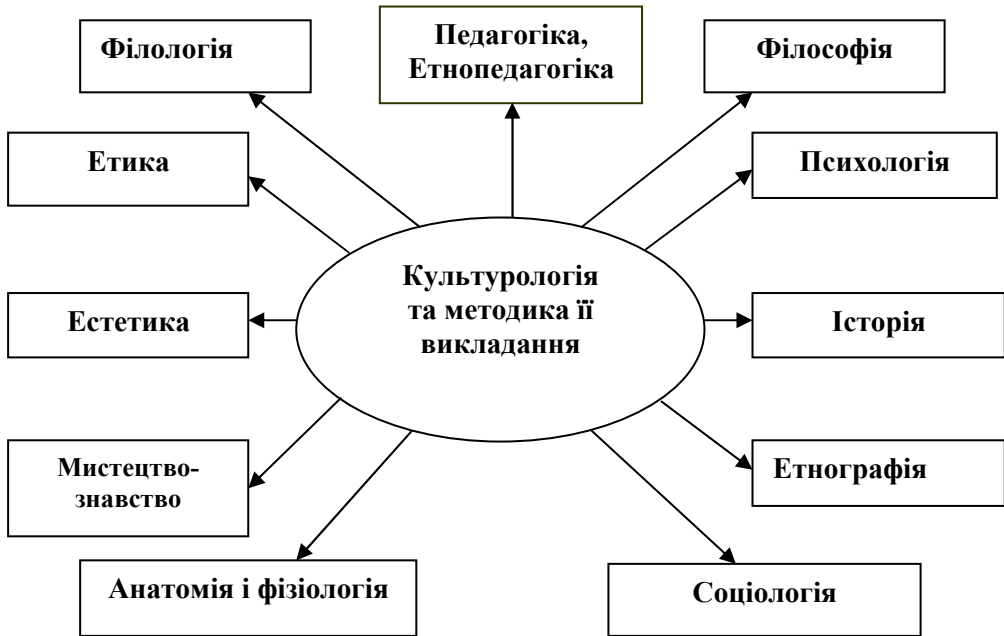 Філологія
Педагогіка,
Етнопедагогіка
Філософія
Етика
Психологія
Культурологія
та методика її
викладання
Естетика
Історія
Мистецтво-
знавство
Етнографія
Анатомія і фізіологія
Соціологія